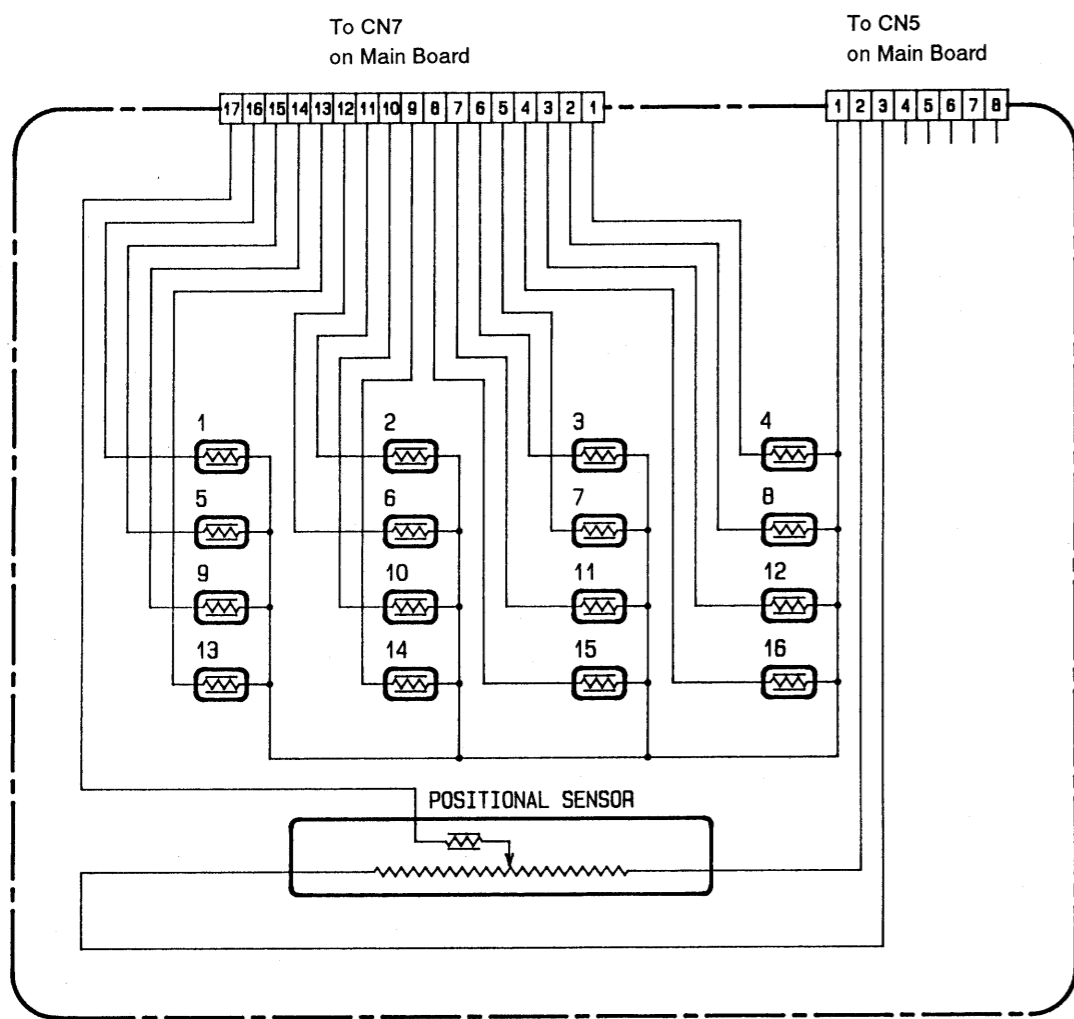 To CN7
on Main Board
To CN5
on Main Board
17 16 15 14 13 12 11 10 9 8 7 6 5 4 3 2 1
1 2 3 4 5 6 7 8
1 2 3 4
5 6 7 8
9 10 11 12
13 14 15 16
POSITIONAL SENSOR